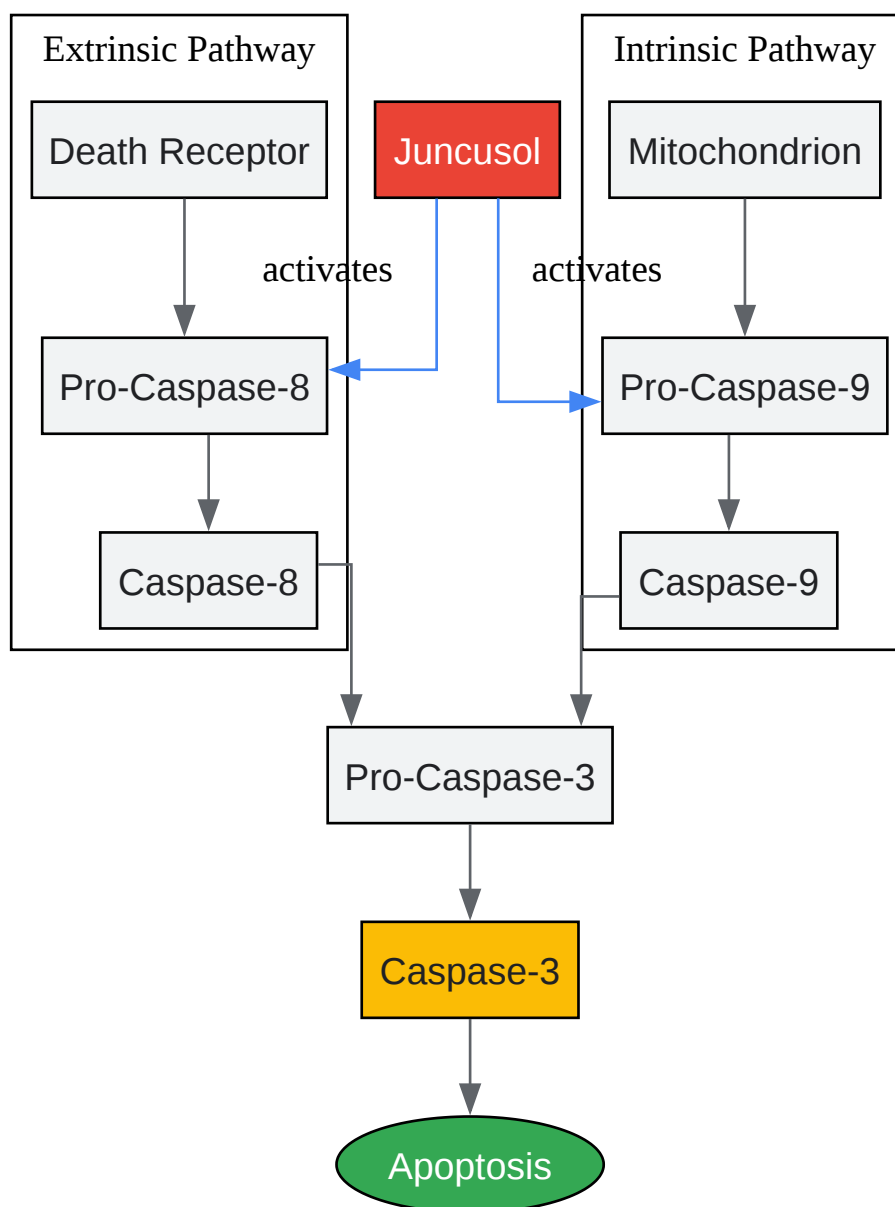 Extrinsic Pathway
Intrinsic Pathway
Death Receptor
Juncusol
Mitochondrion
activates
activates
Pro-Caspase-8
Pro-Caspase-9
Caspase-8
Caspase-9
Pro-Caspase-3
Caspase-3
Apoptosis